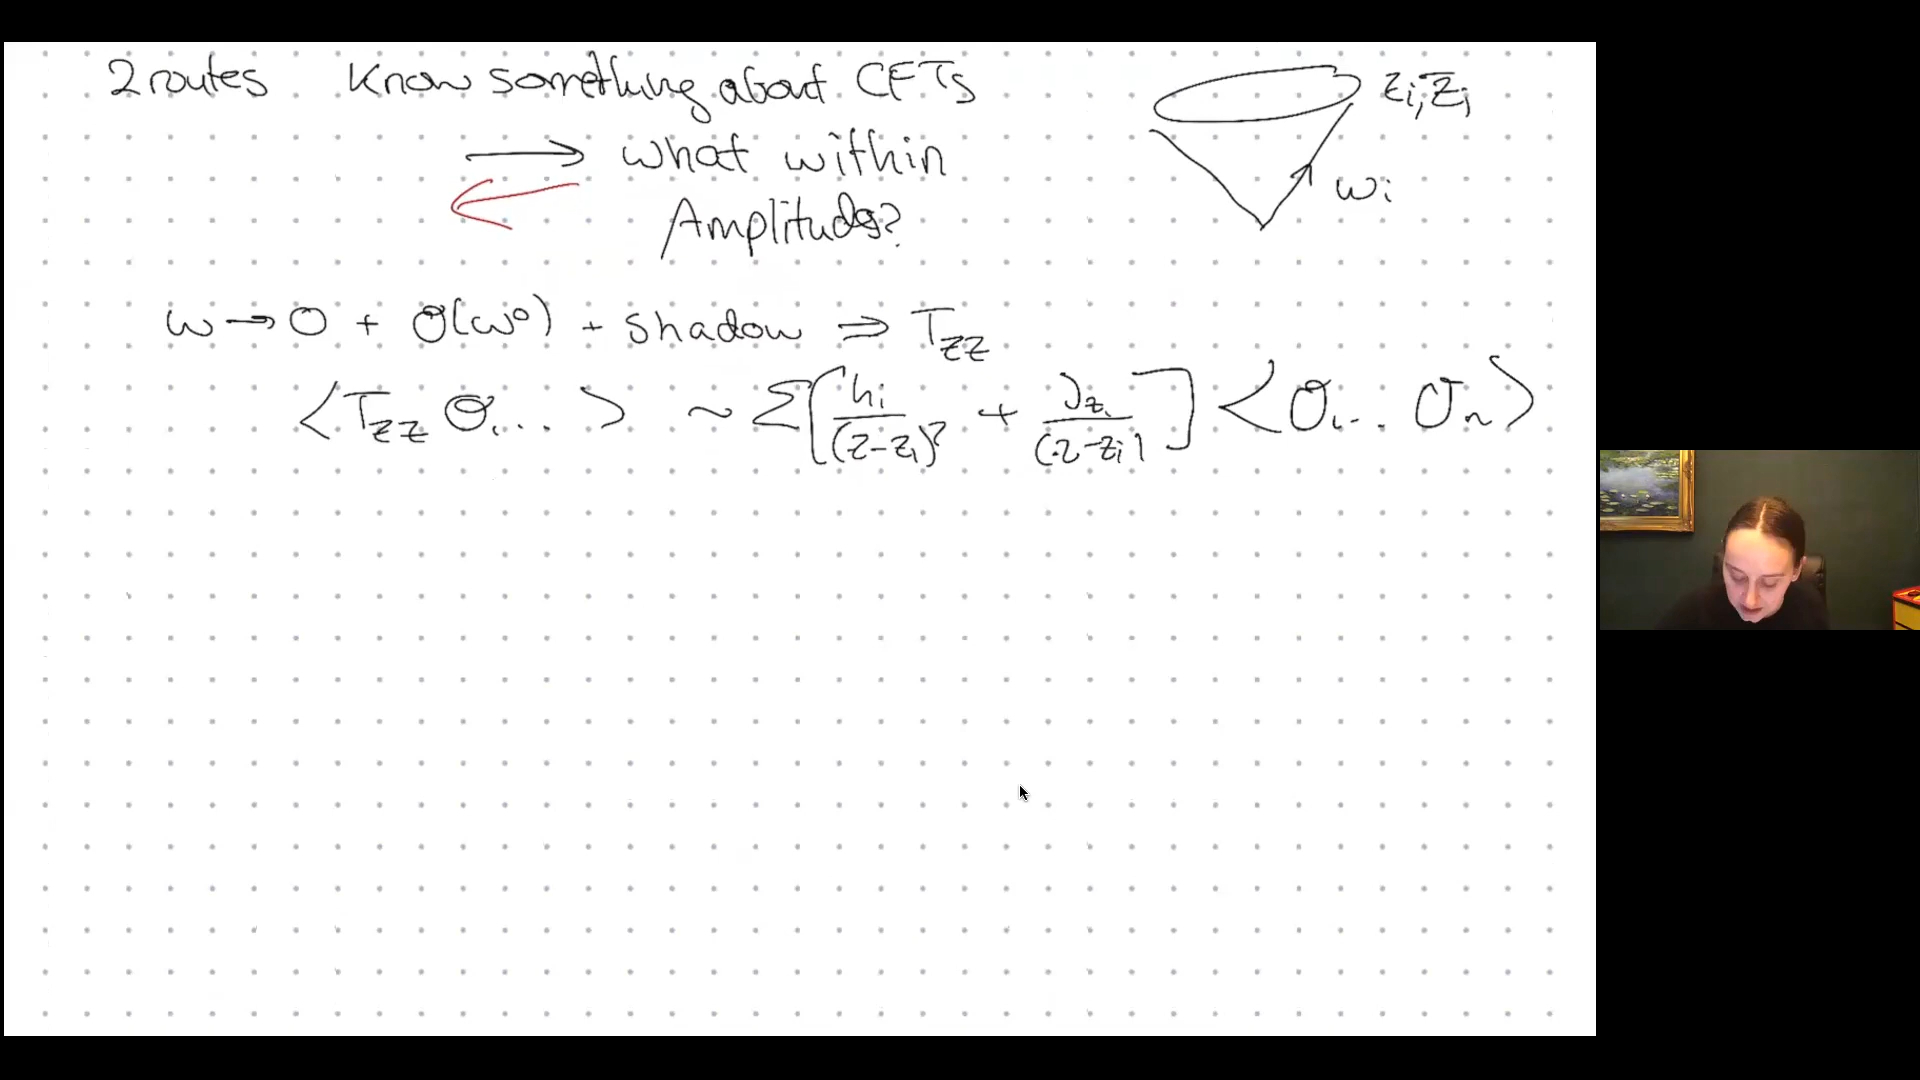 2 routes Know something about CFTs
→ what within
← Amplitudes?
z_i, z̄_i
ω_i
ω → 0 + O(ω⁰) + shadow ⇒ T_zz
⟨T_zz O_1 ... ⟩ ~ Σ[h_i/(z-z_i)² + ∂_{z_i}/(z-z_i)] ⟨O_1 ... O_n⟩